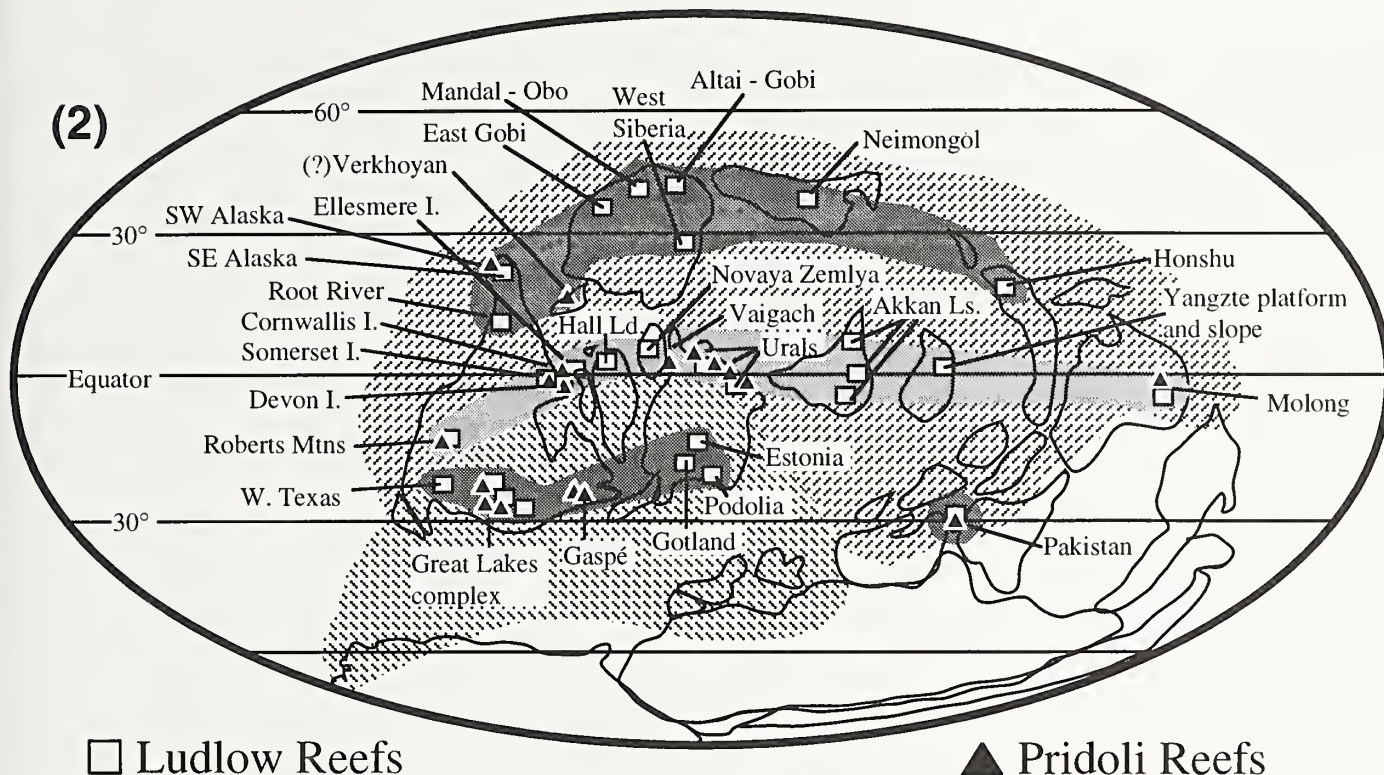 (2)
60°
Mandal - Obo
West
Siberia
Altai - Gobi
East Gobi
Neimongol
(?)Verkhoyan
Ellesmere I.
SW Alaska
30°
SE Alaska
Novaya Zemlya
Honshu
Root River
Vaigach
Akkan Ls.
Yangzte platform
and slope
Cornwallis I.
Hall Ld.
Urals
Somerset I.
Equator
Devon I.
Molong
Roberts Mtns
Estonia
W. Texas
Podolia
30°
Great Lakes
complex
Gaspé
Gotland
Pakistan
Ludlow Reefs
Pridoli Reefs